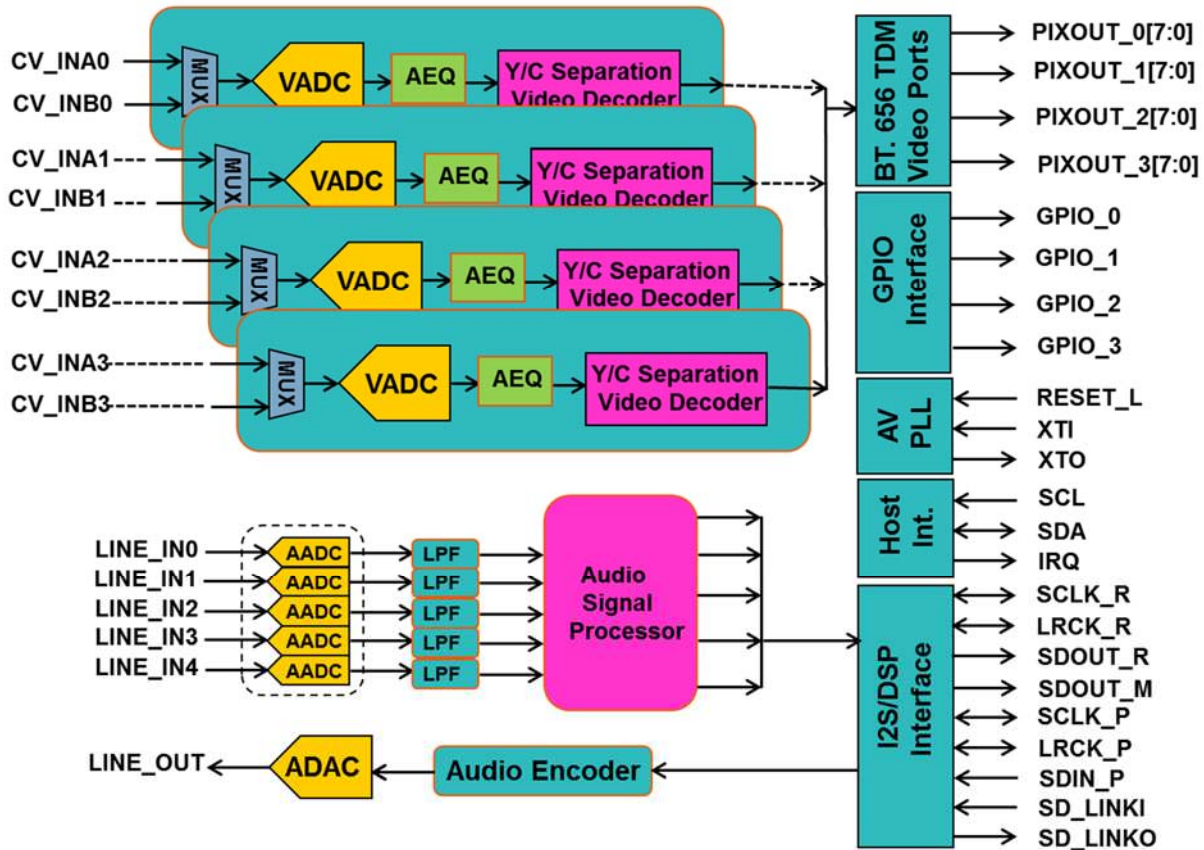 CV_INA0
CV_INB0
MUX
VADC
AEQ
Y/C Separation
Video Decoder
CV_INA1
CV_INB1
MUX
VADC
AEQ
Y/C Separation
Video Decoder
CV_INA2
CV_INB2
MUX
VADC
AEQ
Y/C Separation
Video Decoder
CV_INA3
CV_INB3
MUX
VADC
AEQ
Y/C Separation
Video Decoder
BT. 656 TDM
Video Ports
PIXOUT_0[7:0]
PIXOUT_1[7:0]
PIXOUT_2[7:0]
PIXOUT_3[7:0]
GPIO
Interface
GPIO_0
GPIO_1
GPIO_2
GPIO_3
AV
PLL
RESET_L
XTI
XTO
Host
Int.
SCL
SDA
IRQ
LINE_IN0
LINE_IN1
LINE_IN2
LINE_IN3
LINE_IN4
AADC
AADC
AADC
AADC
AADC
LPF
LPF
LPF
LPF
LPF
Audio
Signal
Processor
I2S/DSP
Interface
SCLK_R
LRCK_R
SDOUT_R
SDOUT_M
SCLK_P
LRCK_P
SDIN_P
SD_LINKI
SD_LINKO
LINE_OUT
ADAC
Audio Encoder